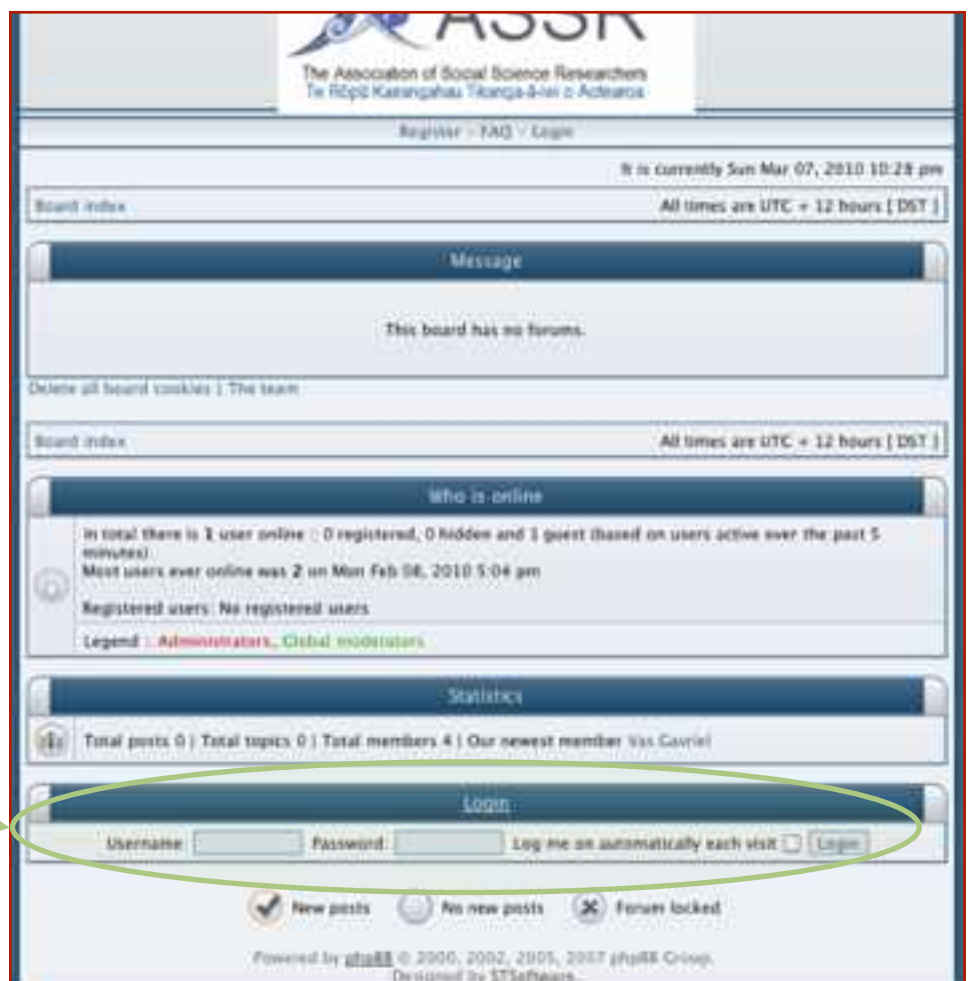 ASSR
The Association of Social Science Researchers
Te Rōpū Kairangahau Tikanga-ā-iwi o Aotearoa
Register - FAQ - Login
It is currently Sun Mar 07, 2010 10:28 pm
Board index All times are UTC + 12 hours [ DST ]
Message
This board has no forums.
Delete all board cookies | The team
Board index All times are UTC + 12 hours [ DST ]
Who is online
In total there is 1 user online :: 0 registered, 0 hidden and 1 guest (based on users active over the past 5
minutes)
Most users ever online was 2 on Mon Feb 08, 2010 5:04 pm
Registered users: No registered users
Legend :: Administrators, Global moderators
Statistics
Total posts 0 | Total topics 0 | Total members 4 | Our newest member Vas Gavriel
Login
Username: Password: Log me on automatically each visit Login
New posts No new posts Forum locked
Powered by phpBB © 2000, 2002, 2005, 2007 phpBB Group.
Designed by STSoftware.